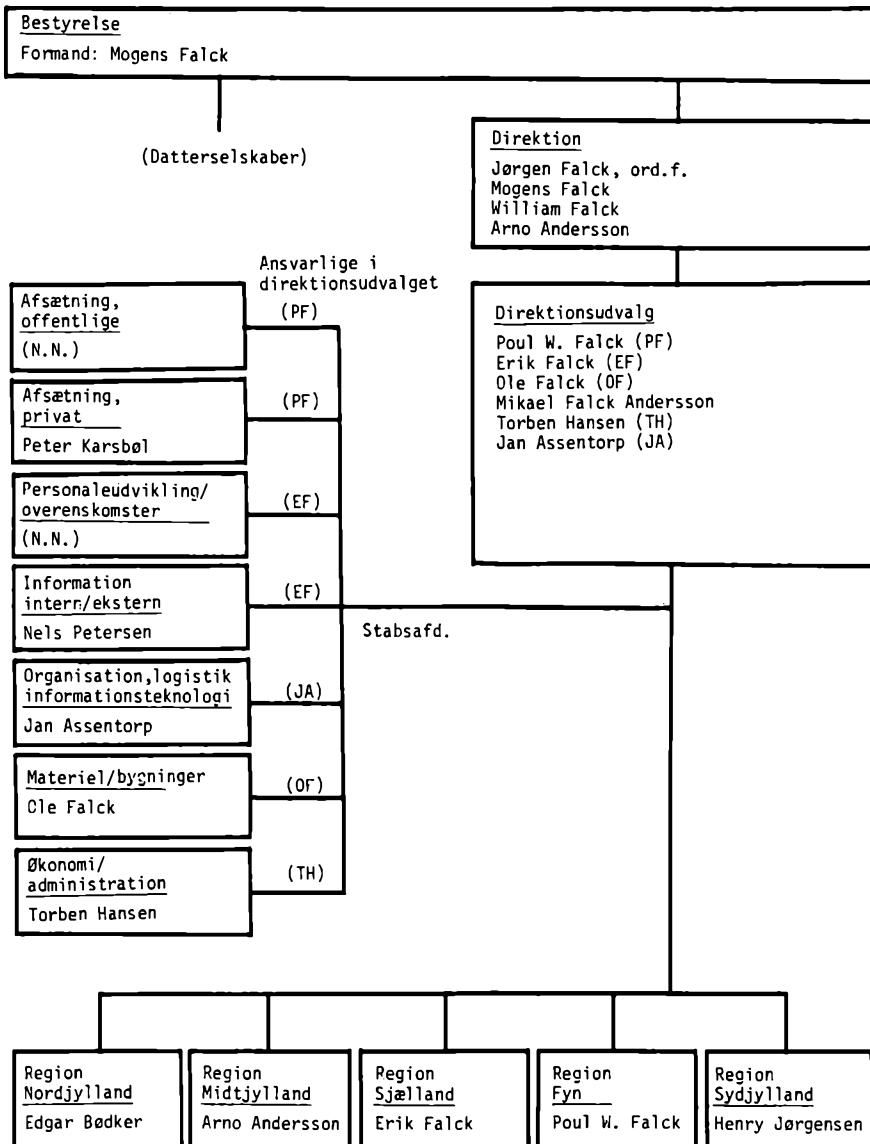 Bestyrelse
Formand: Mogens Falck
(Datterselskaber)
Direktion
Jørgen Falck, ord.f.
Mogens Falck
William Falck
Arno Andersson
Ansvarlige i
direktionsudvalget
Direktionsudvalg
Poul W. Falck (PF)
Erik Falck (EF)
Ole Falck (OF)
Mikael Falck Andersson
Torben Hansen (TH)
Jan Assentorp (JA)
Afsætning,
offentlige
(N.N.)
(PF)
Afsætning,
privat
Peter Karsbøl
(PF)
Personaleudvikling/
overenskomster
(N.N.)
(EF)
Information
intern/ekstern
Nels Petersen
(EF)
Stabsafd.
Organisation,logistik
informationsteknologi
Jan Assentorp
(JA)
Materiel/bygninger
Ole Falck
(OF)
Økonomi/
administration
Torben Hansen
(TH)
Region
Nordjylland
Edgar Bødker
Region
Midtjylland
Arno Andersson
Region
Sjælland
Erik Falck
Region
Fyn
Poul W. Falck
Region
Sydjylland
Henry Jørgensen